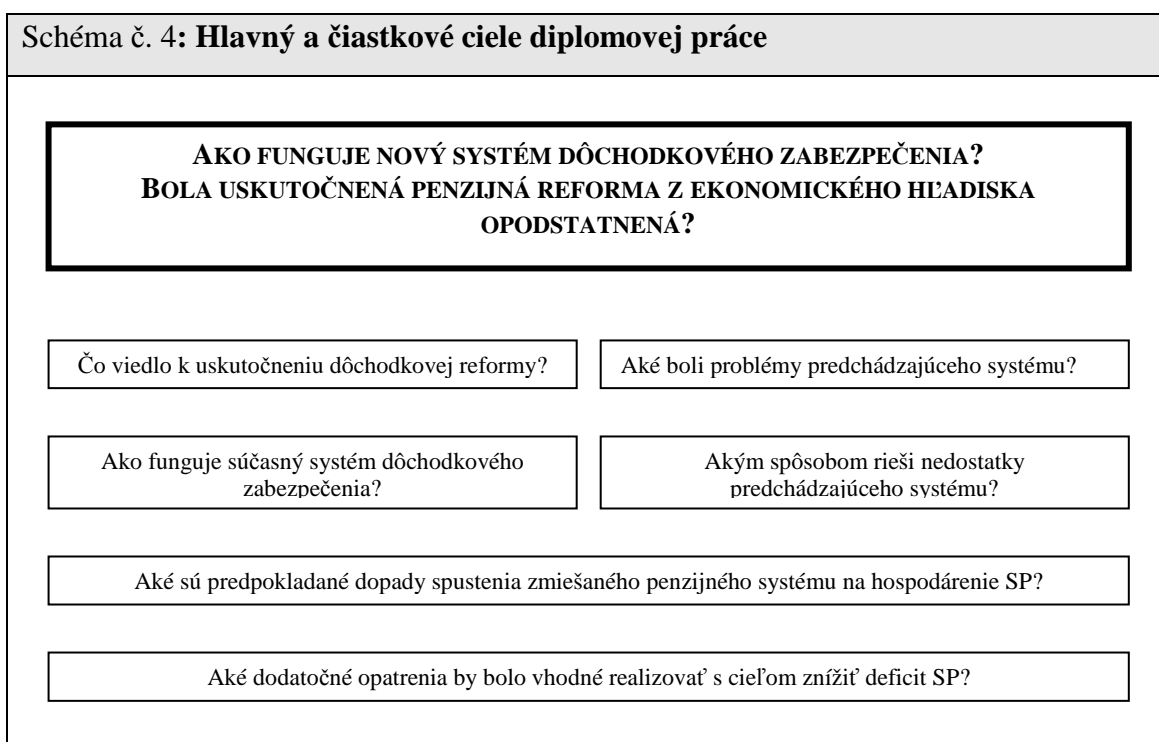 Schéma č. 4: Hlavný a čiastkové ciele diplomovej práce
AKO FUNGUJE NOVÝ SYSTÉM DÔCHODKOVÉHO ZABEZPEČENIA?
BOLA USKUTOČNENÁ PENZIJNÁ REFORMA Z EKONOMICKÉHO HĽADISKA
OPODSTATNENÁ?
Čo viedlo k uskutočneniu dôchodkovej reformy?
Aké boli problémy predchádzajúceho systému?
Ako funguje súčasný systém dôchodkového
zabezpečenia?
Akým spôsobom rieši nedostatky
predchádzajúceho systému?
Aké sú predpokladané dopady spustenia zmiešaného penzijného systému na hospodárenie SP?
Aké dodatočné opatrenia by bolo vhodné realizovať s cieľom znížiť deficit SP?